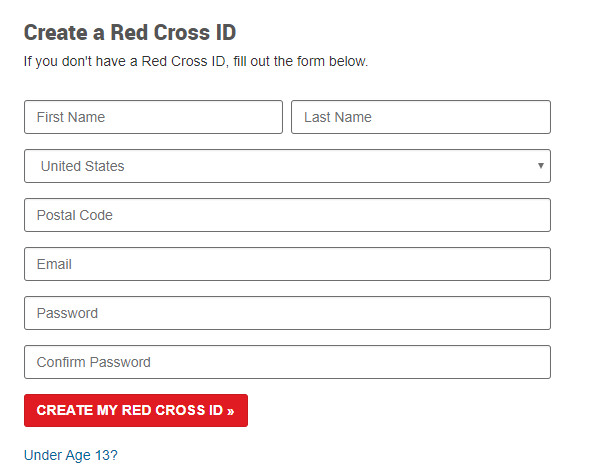 Create a Red Cross ID
If you don't have a Red Cross ID, fill out the form below.
First Name Last Name
United States
Postal Code
Email
Password
Confirm Password
CREATE MY RED CROSS ID »
Under Age 13?